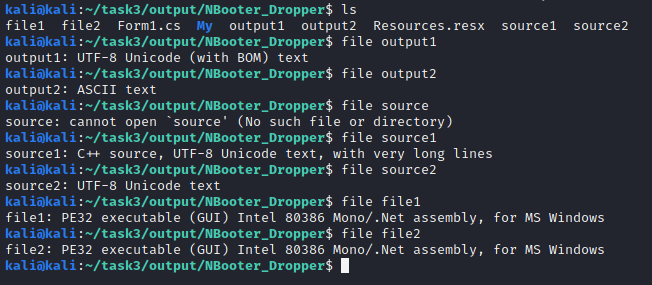 kali@kali:~/task3/output/NBooter_Dropper$ ls
file1 file2 Form1.cs My output1 output2 Resources.resx source1 source2
kali@kali:~/task3/output/NBooter_Dropper$ file output1
output1: UTF-8 Unicode (with BOM) text
kali@kali:~/task3/output/NBooter_Dropper$ file output2
output2: ASCII text
kali@kali:~/task3/output/NBooter_Dropper$ file source
source: cannot open `source' (No such file or directory)
kali@kali:~/task3/output/NBooter_Dropper$ file source1
source1: C++ source, UTF-8 Unicode text, with very long lines
kali@kali:~/task3/output/NBooter_Dropper$ file source2
source2: UTF-8 Unicode text
kali@kali:~/task3/output/NBooter_Dropper$ file file1
file1: PE32 executable (GUI) Intel 80386 Mono/.Net assembly, for MS Windows
kali@kali:~/task3/output/NBooter_Dropper$ file file2
file2: PE32 executable (GUI) Intel 80386 Mono/.Net assembly, for MS Windows
kali@kali:~/task3/output/NBooter_Dropper$